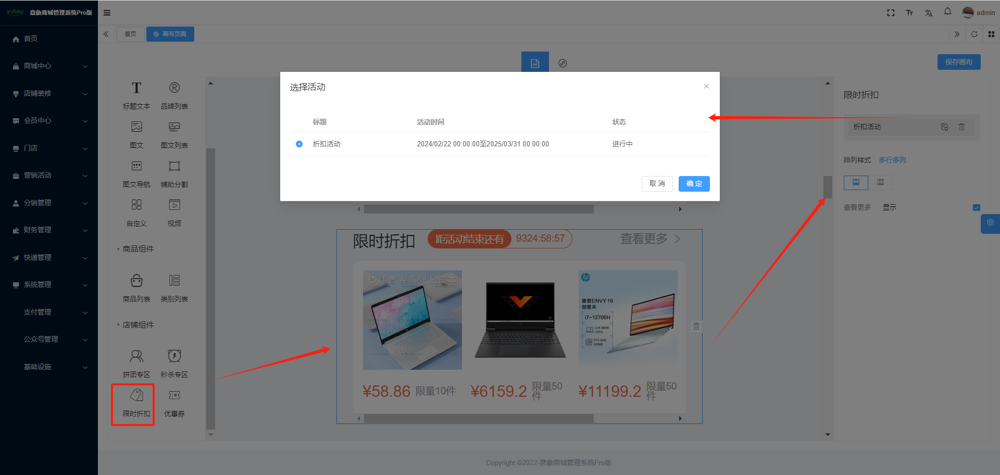 yshop 意象商城管理系统Pro版
admin
首页
商城中心
店铺装修
会员中心
门店
营销活动
分销管理
财务管理
快递管理
系统管理
支付管理
公众号管理
基础设施
首页
画布页面
保存画布
标题文本
品牌列表
图文
图文列表
图文导航
辅助分割
自定义
视频
商品组件
商品列表
类别列表
店铺组件
拼团专区
秒杀专区
限时折扣
优惠券
选择活动
标题
活动时间
状态
折扣活动
2024/02/22 00:00:00至2025/03/31 00:00:00
进行中
取 消
确 定
限时折扣
距活动结束还有
9324:58:57
查看更多
hp 惠普 星系列 轻薄本
hp
惠普ENVY 16
创意本
i7-12700H
120Hz
RTX 3060
¥58.86 限量10件
¥6159.2 限量50件
¥11199.2 限量50件
限时折扣
折扣活动
排列样式 多行多列
查看更多 显示
Copyright ©2022-意象商城管理系统Pro版